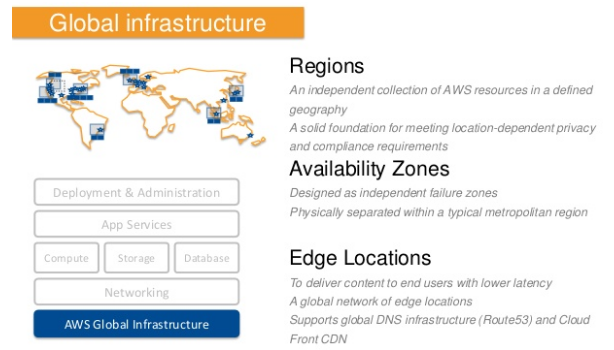 Global infrastructure
Regions
An independent collection of AWS resources in a defined
geography
A solid foundation for meeting location-dependent privacy
and compliance requirements
Availability Zones
Designed as independent failure zones
Physically separated within a typical metropolitan region
Edge Locations
To deliver content to end users with lower latency
A global network of edge locations
Supports global DNS infrastructure (Route53) and Cloud
Front CDN
Deployment & Administration
App Services
Compute
Storage
Database
Networking
AWS Global Infrastructure